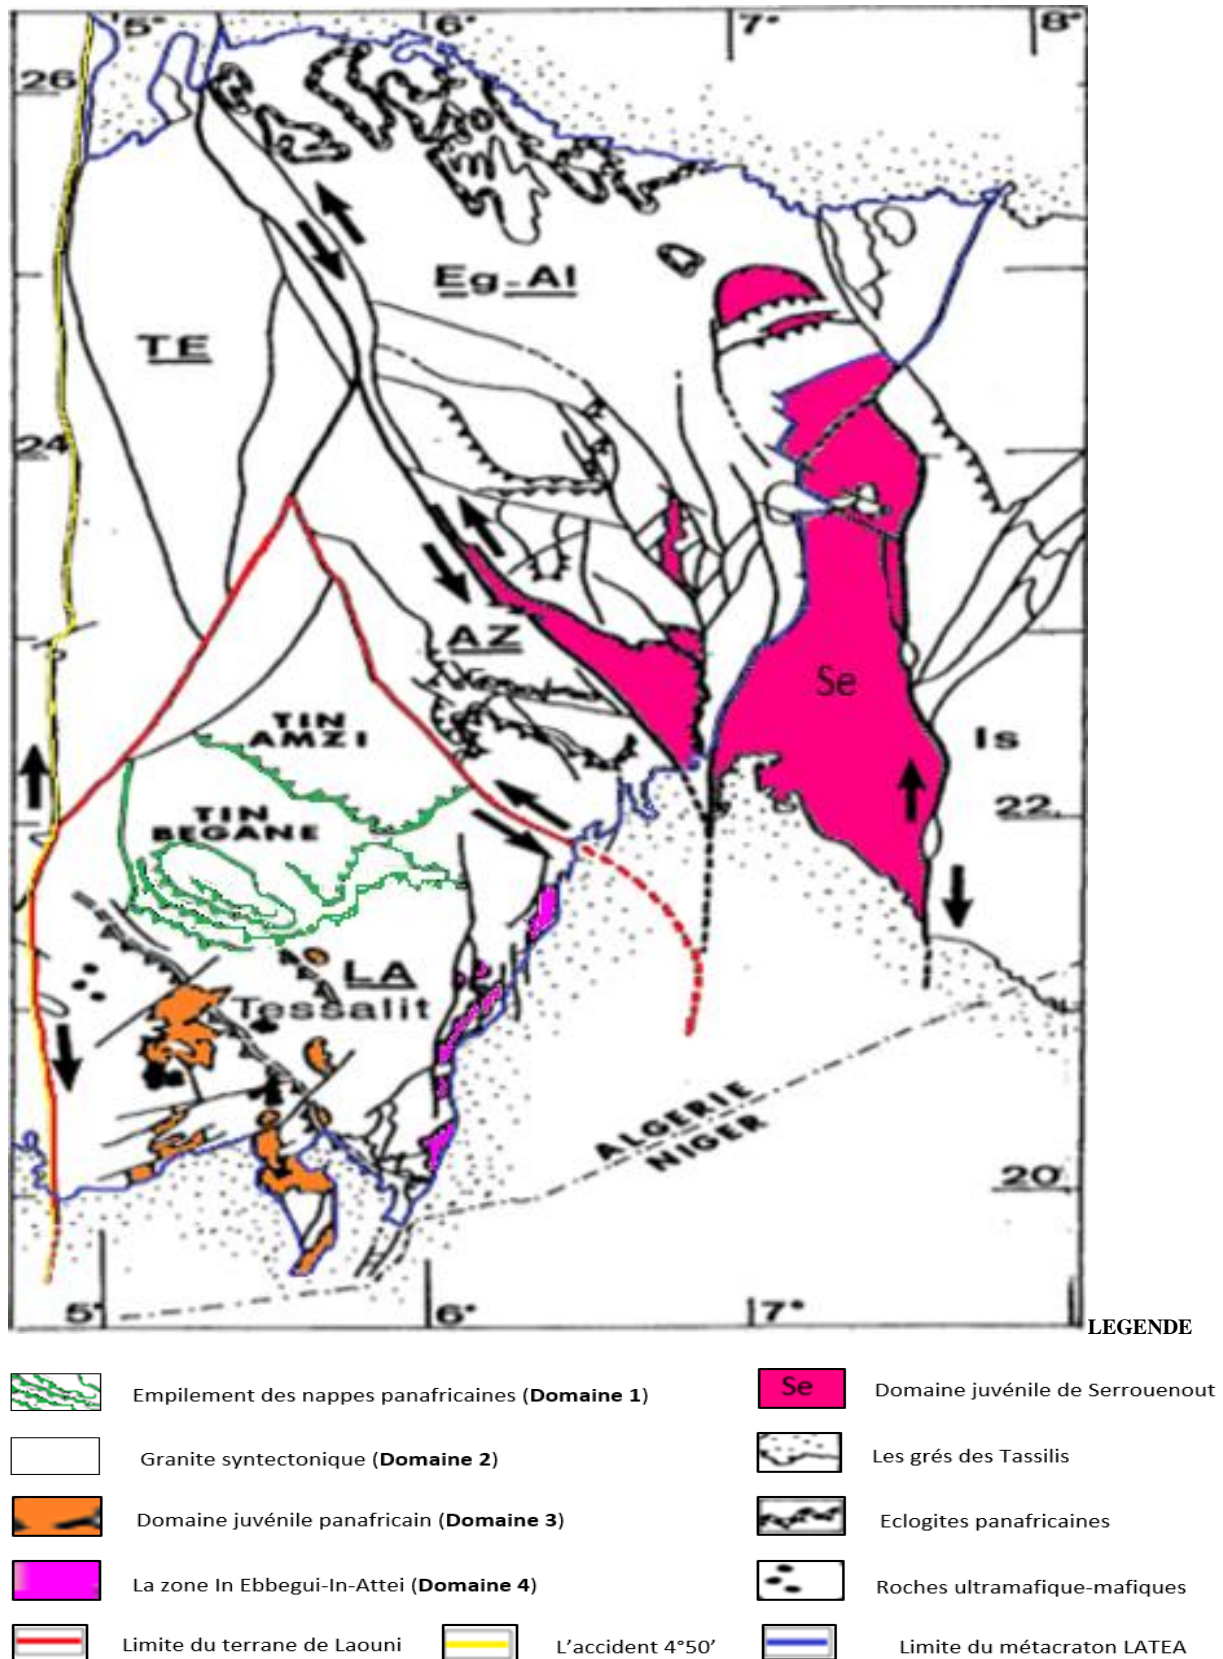 5° 6° 7° 8°
26
Eg-Al
TE
24
AZ
Se
TIN
AMZI
Is
22
TIN
BEGANE
LA
Tessalit
ALGERIE
NIGER
20
5° 6° 7°
LEGENDE
Empilement des nappes panafricaines (Domaine 1)
Se Domaine juvénile de Serrouenout
Granite syntectonique (Domaine 2)
Les grés des Tassilis
Domaine juvénile panafricain (Domaine 3)
Eclogites panafricaines
La zone In Ebbegui-In-Attei (Domaine 4)
Roches ultramafique-mafiques
Limite du terrane de Laouni
L'accident 4°50'
Limite du métacraton LATEA